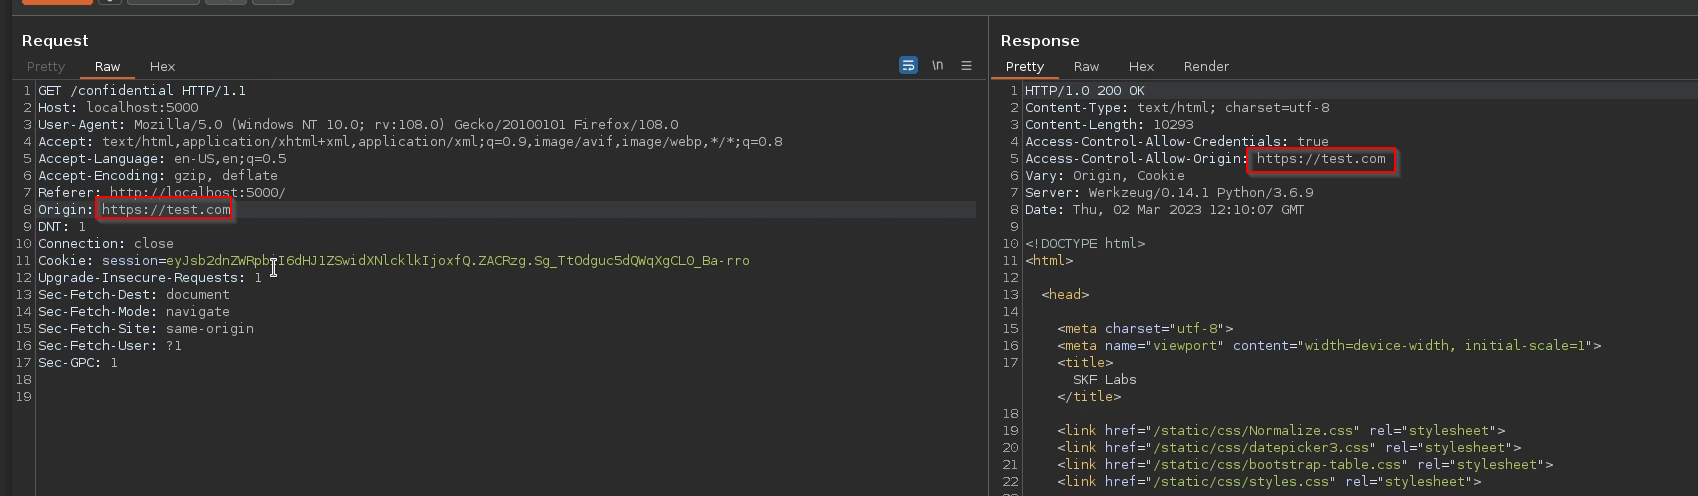 Request
Pretty Raw Hex
\n
1 GET /confidential HTTP/1.1
2 Host: localhost:5000
3 User-Agent: Mozilla/5.0 (Windows NT 10.0; rv:108.0) Gecko/20100101 Firefox/108.0
4 Accept: text/html,application/xhtml+xml,application/xml;q=0.9,image/avif,image/webp,*/*;q=0.8
5 Accept-Language: en-US,en;q=0.5
6 Accept-Encoding: gzip, deflate
7 Referer: http://localhost:5000/
8 Origin: https://test.com
9 DNT: 1
10 Connection: close
11 Cookie:
12 Upgrade-Insecure-Requests: 1
13 Sec-Fetch-Dest: document
14 Sec-Fetch-Mode: navigate
15 Sec-Fetch-Site: same-origin
16 Sec-Fetch-User: ?1
17 Sec-GPC: 1
18
19
Response
Pretty Raw Hex Render
1 HTTP/1.0 200 OK
2 Content-Type: text/html; charset=utf-8
3 Content-Length: 10293
4 Access-Control-Allow-Credentials: true
5 Access-Control-Allow-Origin: https://test.com
6 Vary: Origin, Cookie
7 Server: Werkzeug/0.14.1 Python/3.6.9
8 Date: Thu, 02 Mar 2023 12:10:07 GMT
9
10 <!DOCTYPE html>
11 <html>
12
13 <head>
14
15 <meta charset="utf-8">
16 <meta name="viewport" content="width=device-width, initial-scale=1">
17 <title>
SKF Labs
</title>
18
19 <link href="/static/css/Normalize.css" rel="stylesheet">
20 <link href="/static/css/datepicker3.css" rel="stylesheet">
21 <link href="/static/css/bootstrap-table.css" rel="stylesheet">
22 <link href="/static/css/styles.css" rel="stylesheet">